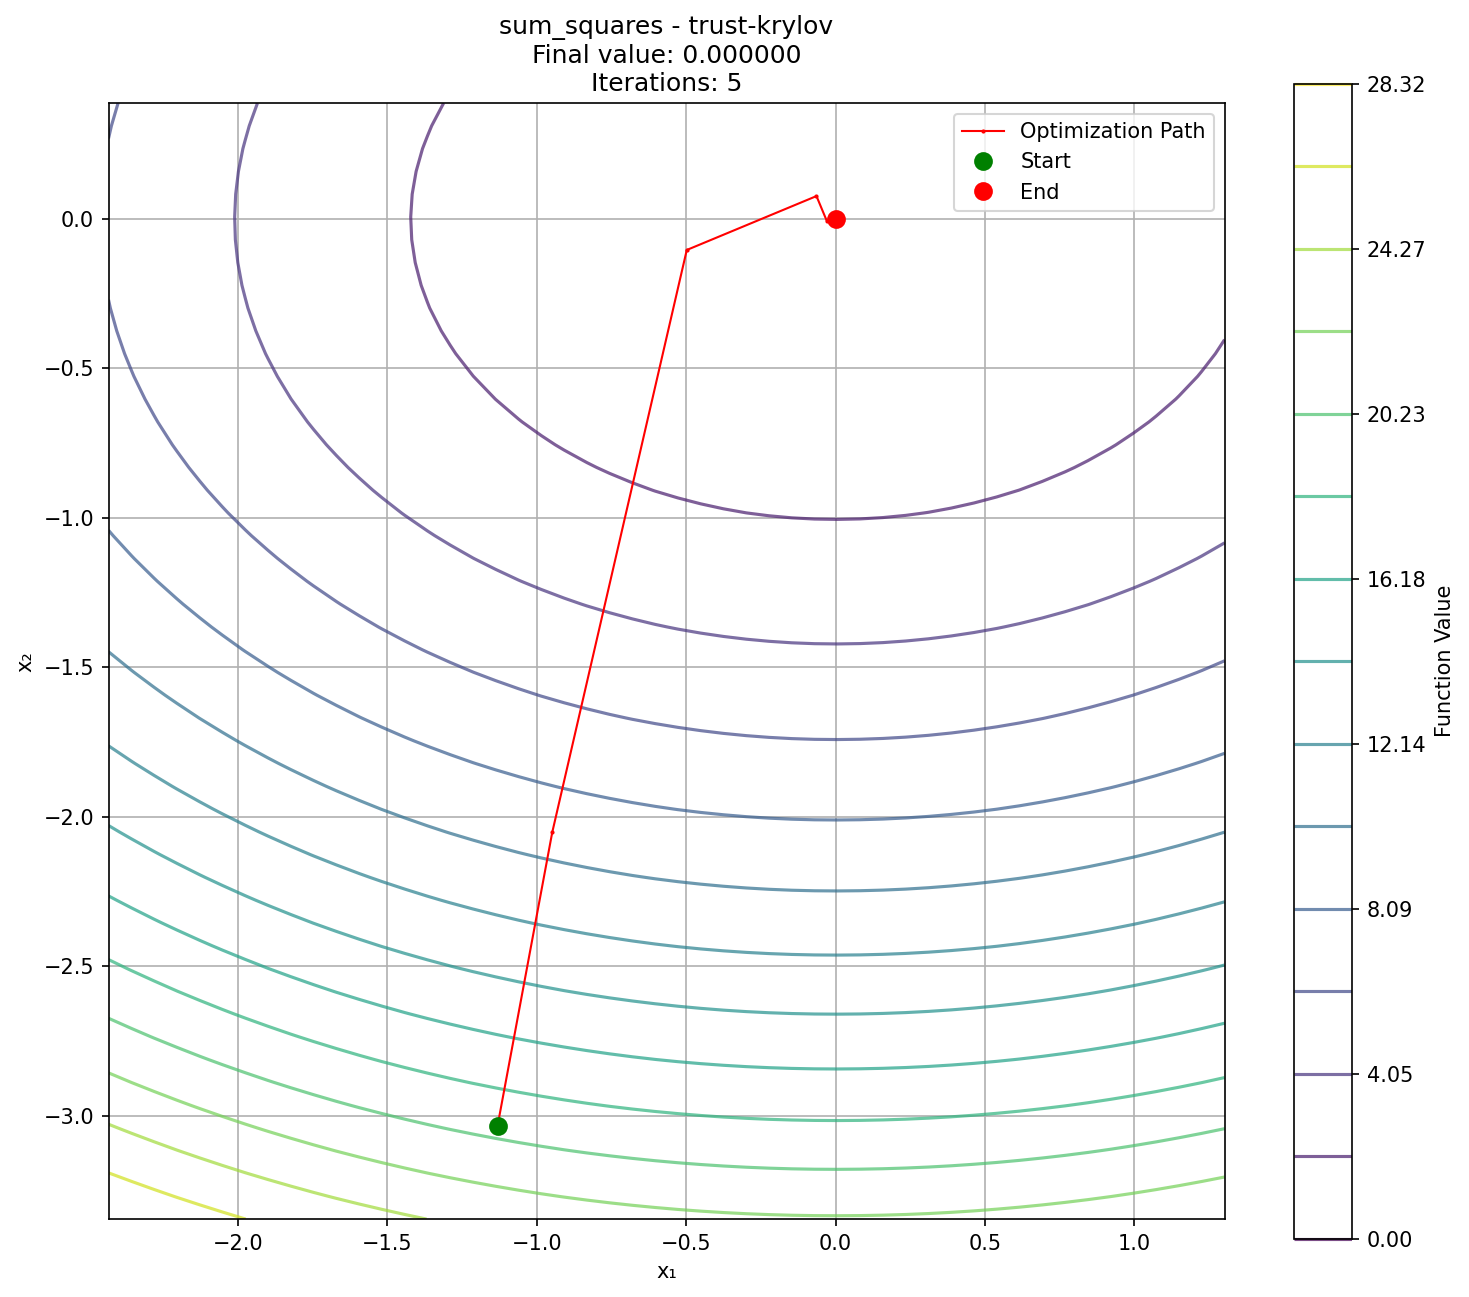 sum_squares - trust-krylov
Final value: 0.000000
Iterations: 5
Optimization Path
Start
End
0.0
−0.5
−1.0
−1.5
−2.0
−2.5
−3.0
x₂
−2.0
−1.5
−1.0
−0.5
0.0
0.5
1.0
x₁
28.32
24.27
20.23
16.18
12.14
8.09
4.05
0.00
Function Value